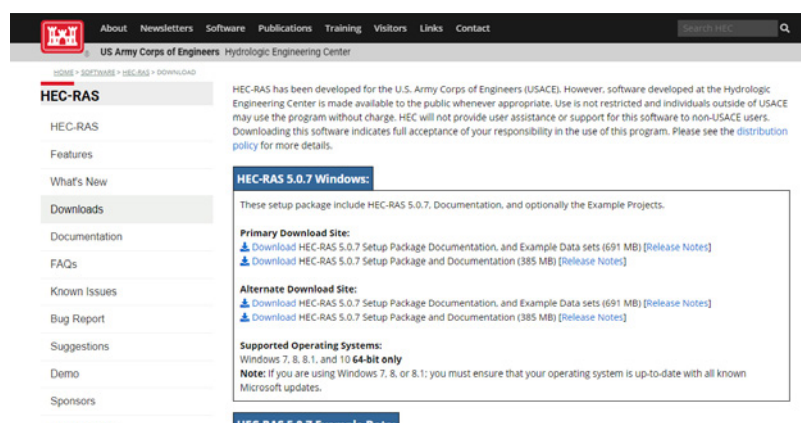 About Newsletters Software Publications Training Visitors Links Contact
Search HEC
US Army Corps of Engineers Hydrologic Engineering Center
HOME > SOFTWARE > HEC-RAS > DOWNLOAD
HEC-RAS
HEC-RAS
Features
What's New
Downloads
Documentation
FAQs
Known Issues
Bug Report
Suggestions
Demo
Sponsors
HEC-RAS has been developed for the U.S. Army Corps of Engineers (USACE). However, software developed at the Hydrologic
Engineering Center is made available to the public whenever appropriate. Use is not restricted and individuals outside of USACE
may use the program without charge. HEC will not provide user assistance or support for this software to non-USACE users.
Downloading this software indicates full acceptance of your responsibility in the use of this program. Please see the distribution
policy for more details.
HEC-RAS 5.0.7 Windows:
These setup package include HEC-RAS 5.0.7, Documentation, and optionally the Example Projects.
Primary Download Site:
Download HEC-RAS 5.0.7 Setup Package Documentation, and Example Data sets (691 MB) [Release Notes]
Download HEC-RAS 5.0.7 Setup Package and Documentation (385 MB) [Release Notes]
Alternate Download Site:
Download HEC-RAS 5.0.7 Setup Package Documentation, and Example Data sets (691 MB) [Release Notes]
Download HEC-RAS 5.0.7 Setup Package and Documentation (385 MB) [Release Notes]
Supported Operating Systems:
Windows 7, 8, 8.1, and 10 64-bit only
Note: If you are using Windows 7, 8, or 8.1; you must ensure that your operating system is up-to-date with all known
Microsoft updates.